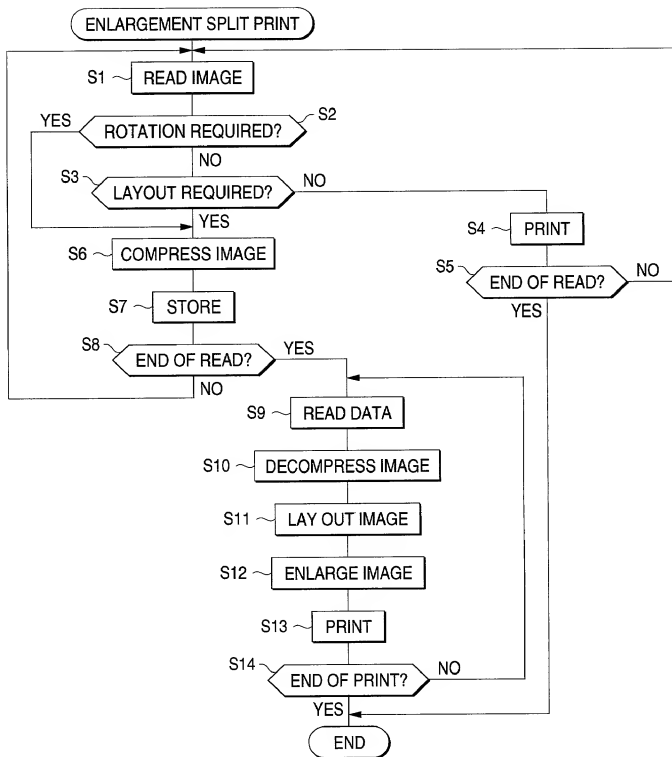 ENLARGEMENT SPLIT PRINT
S1
READ IMAGE
S2
YES
ROTATION REQUIRED?
NO
S3
LAYOUT REQUIRED?
NO
YES
S4
PRINT
S6
COMPRESS IMAGE
S5
END OF READ?
NO
YES
S7
STORE
S8
END OF READ?
YES
NO
S9
READ DATA
S10
DECOMPRESS IMAGE
S11
LAY OUT IMAGE
S12
ENLARGE IMAGE
S13
PRINT
S14
END OF PRINT?
NO
YES
END